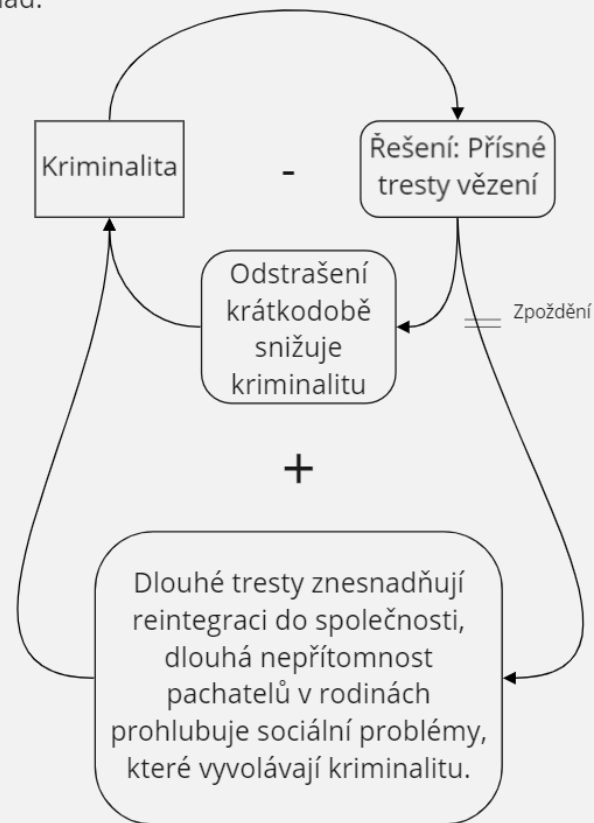 Kriminalita
-
Řešení: Přísné
tresty vězení
Odstrašení
krátkodobě
snižuje
kriminalitu
Zpoždění
+
Dlouhé tresty znesnadňují
reintegraci do společnosti,
dlouhá nepřítomnost
pachatelů v rodinách
prohlubuje sociální problémy,
které vyvolávají kriminalitu.